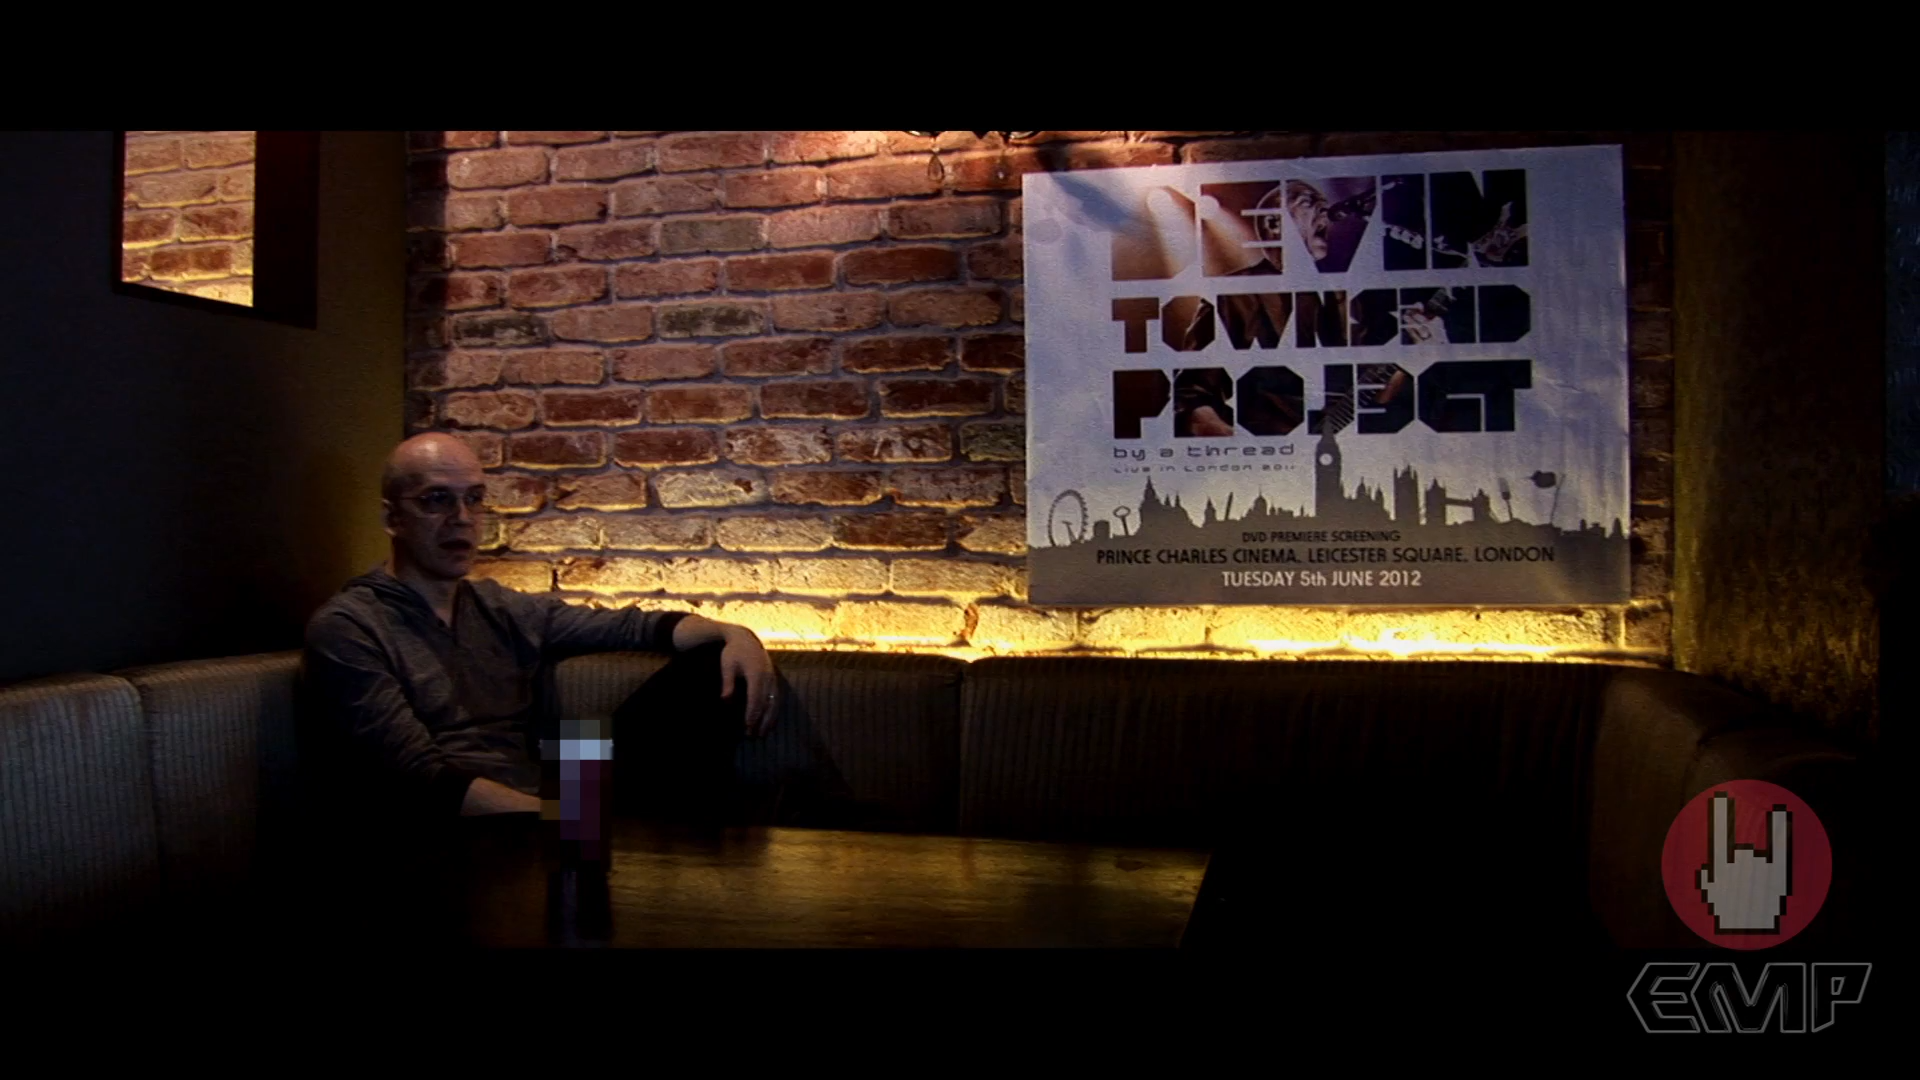 DEVIN
TOWNSEND
PROJECT
by a thread
Live in London 2011
DVD PREMIERE SCREENING
PRINCE CHARLES CINEMA, LEICESTER SQUARE, LONDON
TUESDAY 5th JUNE 2012
EMP